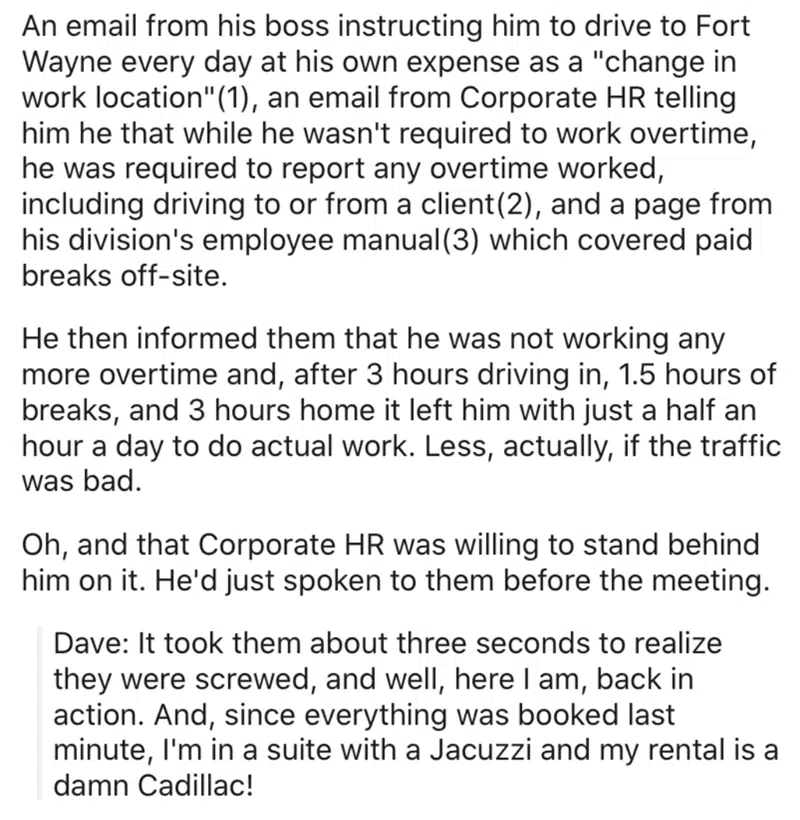 An email from his boss instructing him to drive to Fort
Wayne every day at his own expense as a "change in
work location"(1), an email from Corporate HR telling
him he that while he wasn't required to work overtime,
he was required to report any overtime worked,
including driving to or from a client(2), and a page from
his division's employee manual(3) which covered paid
breaks off-site.
He then informed them that he was not working any
more overtime and, after 3 hours driving in, 1.5 hours of
breaks, and 3 hours home it left him with just a half an
hour a day to do actual work. Less, actually, if the traffic
was bad.
Oh, and that Corporate HR was willing to stand behind
him on it. He'd just spoken to them before the meeting.
Dave: It took them about three seconds to realize
they were screwed, and well, here I am, back in
action. And, since everything was booked last
minute, I'm in a suite with a Jacuzzi and my rental is a
damn Cadillac!